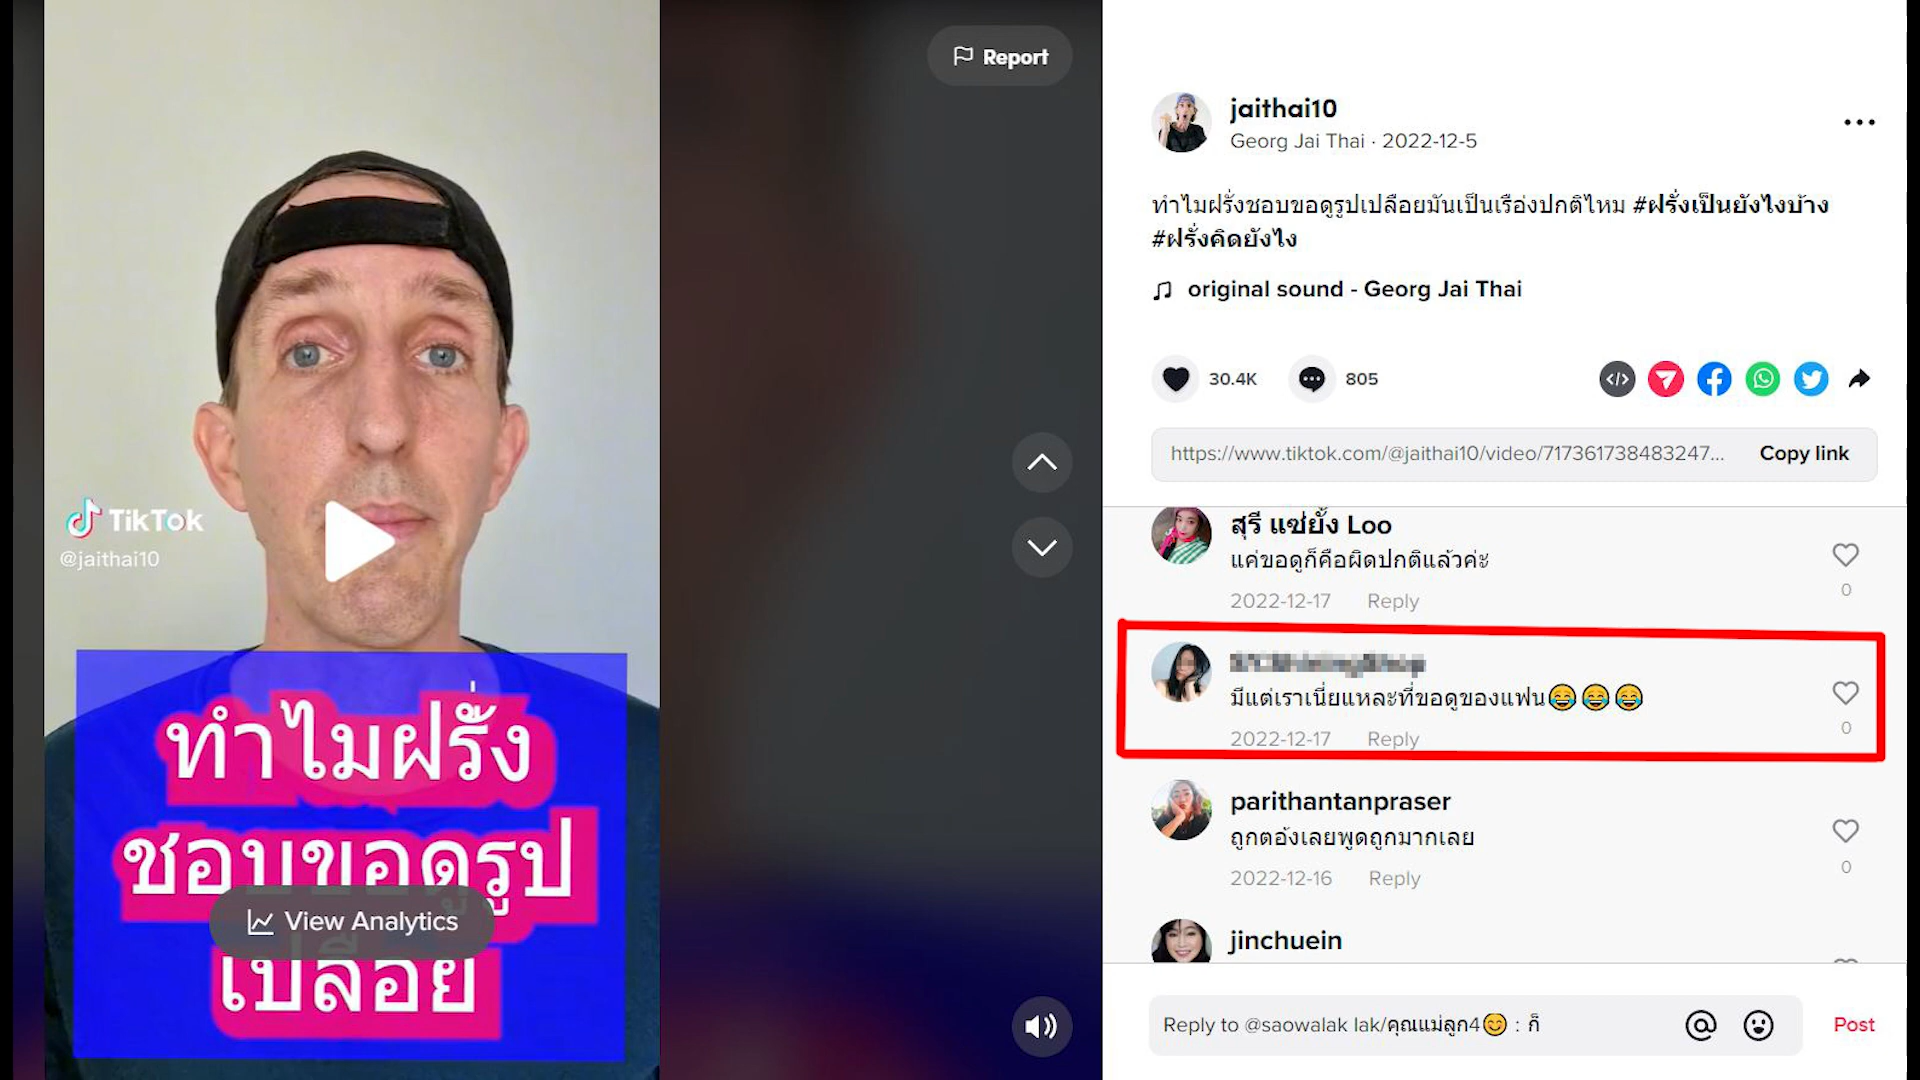 Report
TikTok
@jaithai10
ทำไมฝรั่ง
ชอบขอดูรูป
View Analytics
เปลือย
jaithai10
Georg Jai Thai · 2022-12-5
ทำไมฝรั่งชอบขอดูรูปเปลือยมันเป็นเรือ่งปกติไหม #ฝรั่งเป็นยังไงบ้าง
#ฝรั่งคิดยังไง
original sound - Georg Jai Thai
30.4K
805
https://www.tiktok.com/@jaithai10/video/717361738483247...
Copy link
สุรี แซ่ยั้ง Loo
แค่ขอดูก็คือผิดปกติแล้วค่ะ
2022-12-17 Reply
0
มีแต่เราเนี่ยแหละที่ขอดูของแฟน😂😂😂
2022-12-17 Reply
0
parithantanpraser
ถูกตอ้งเลยพูดถูกมากเลย
2022-12-16 Reply
0
jinchuein
Reply to @saowalak lak/คุณแม่ลูก4😊 : ก็
Post